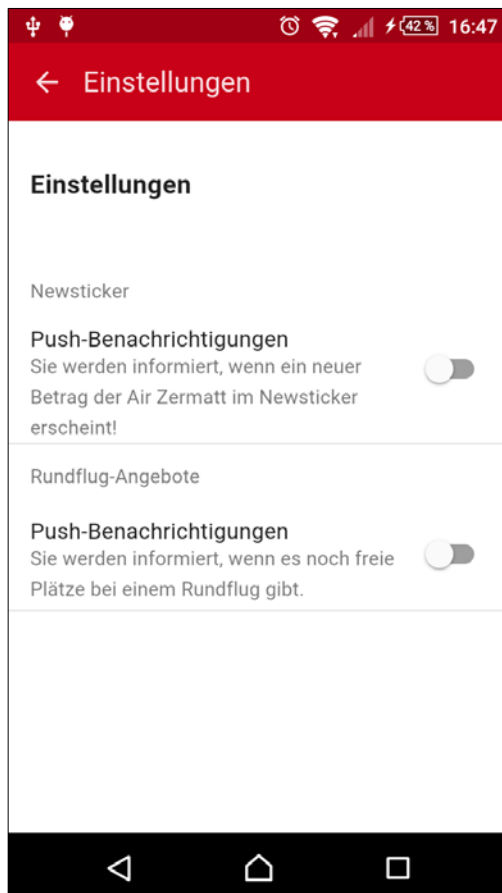 42 % 16:47
Einstellungen
Einstellungen
Newsticker
Push-Benachrichtigungen
Sie werden informiert, wenn ein neuer
Betrag der Air Zermatt im Newsticker
erscheint!
Rundflug-Angebote
Push-Benachrichtigungen
Sie werden informiert, wenn es noch freie
Plätze bei einem Rundflug gibt.